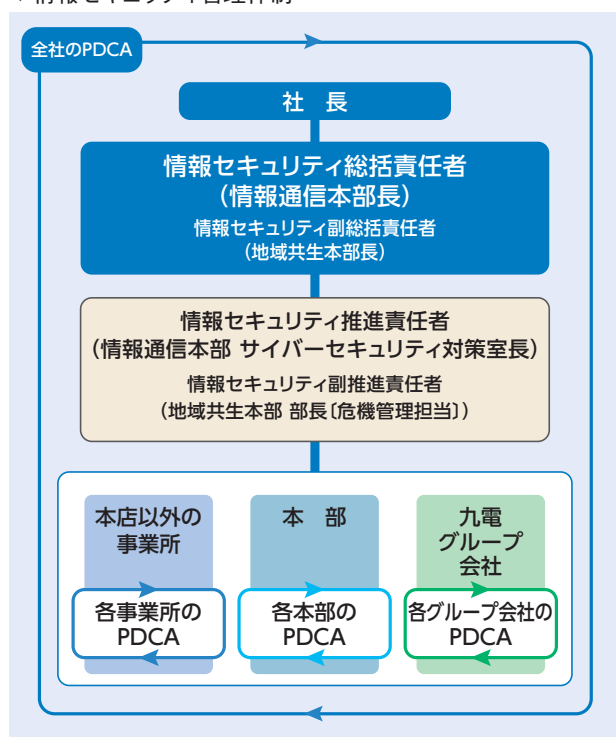 全社のPDCA
社 長
情報セキュリティ総括責任者
（情報通信本部長）
情報セキュリティ副総括責任者
（地域共生本部長）
情報セキュリティ推進責任者
（情報通信本部 サイバーセキュリティ対策室長）
情報セキュリティ副推進責任者
（地域共生本部 部長〔危機管理担当〕）
本店以外の
事業所
各事業所の
PDCA
本 部
各本部の
PDCA
九電
グループ
会社
各グループ会社の
PDCA